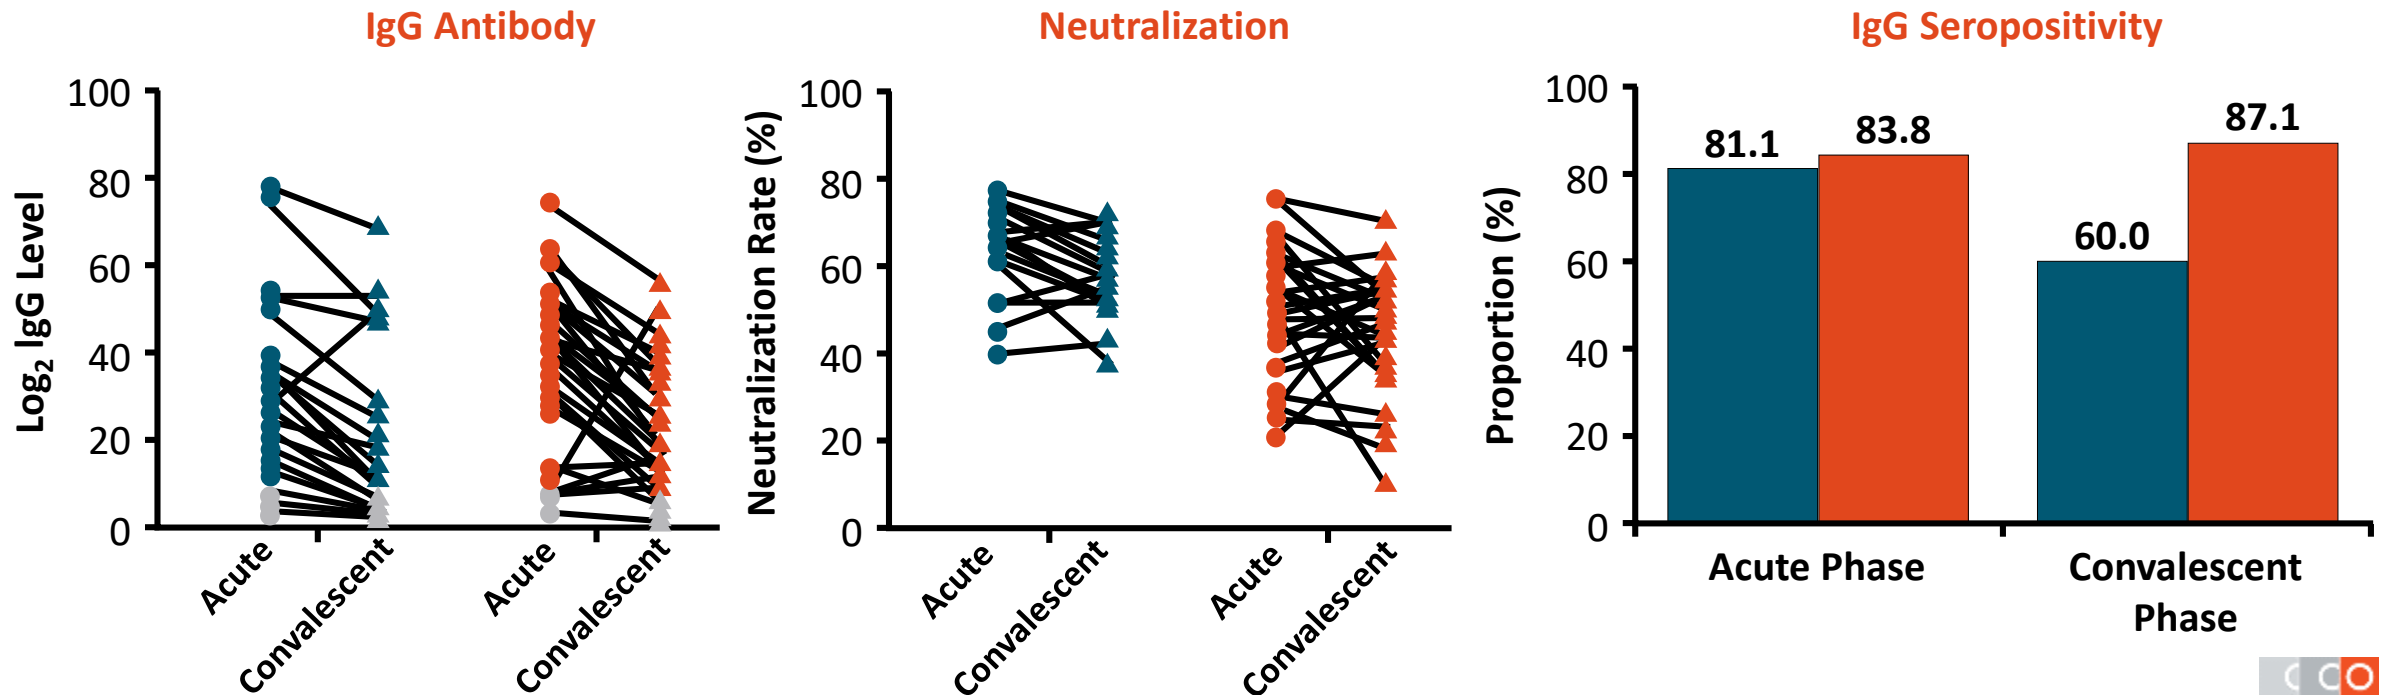 IgG Antibody
Log₂ IgG Level
100
80
60
40
20
0
Acute
Convalescent
Acute
Convalescent
Neutralization
Neutralization Rate (%)
100
80
60
40
20
0
Acute
Convalescent
Acute
Convalescent
IgG Seropositivity
Proportion (%)
100
80
60
40
20
0
81.1
83.8
60.0
87.1
Acute Phase
Convalescent
Phase
CCO